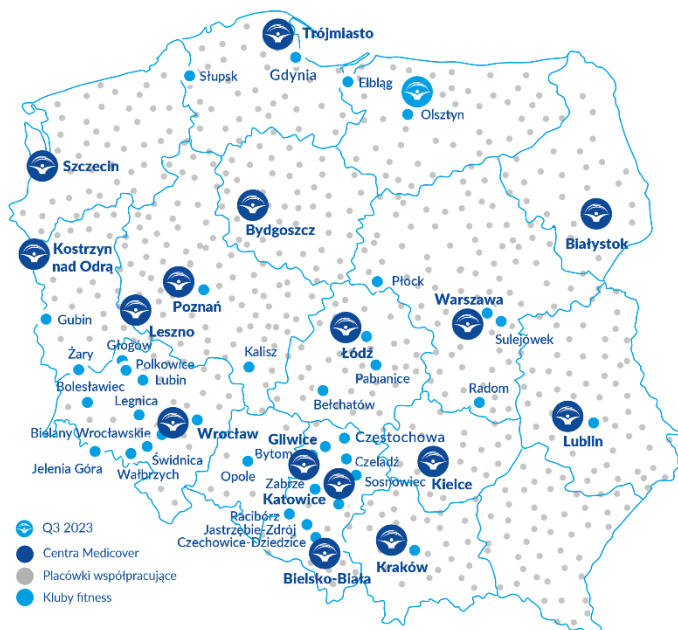 Trójmiasto
Gdynia
Słupsk
Elbląg
Olsztyn
Szczecin
Bydgoszcz
Białystok
Kostrzyn
nad Odrą
Płock
Poznań
Warszawa
Leszno
Gubin
Sulejówek
Głogów
Łódź
Żary
Polkowice
Kalisz
Pabianice
Lubin
Bolesławiec
Radom
Bełchatów
Legnica
Bielany Wrocławskie
Wrocław
Gliwice
Częstochowa
Lublin
Świdnica
Bytom
Czeladź
Jelenia Góra
Wałbrzych
Opole
Zabrze
Sosnowiec
Kielce
Katowice
Racibórz
Jastrzębie-Zdrój
Czechowice-Dziedzice
Kraków
Bielsko-Biała
Q3 2023
Centra Medicover
Placówki współpracujące
Kluby fitness